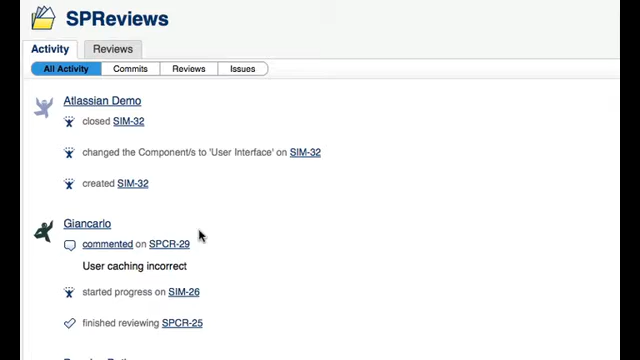 SPReviews
Activity Reviews
All Activity Commits Reviews Issues
Atlassian Demo
closed SIM-32
changed the Component/s to 'User Interface' on SIM-32
created SIM-32
Giancarlo
commented on SPCR-29
User caching incorrect
started progress on SIM-26
finished reviewing SPCR-25